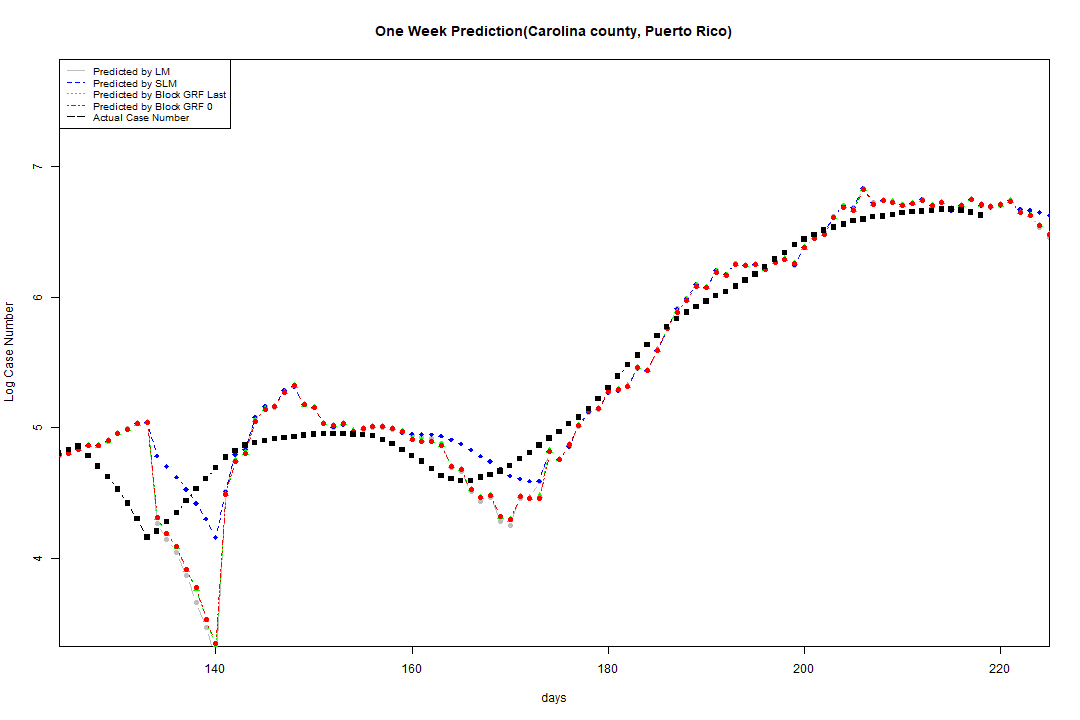 One Week Prediction(Carolina county, Puerto Rico)
Predicted by LM
Predicted by SLM
Predicted by Block GRF Last
Predicted by Block GRF 0
Actual Case Number
7
6
5
4
Log Case Number
140 160 180 200 220
days